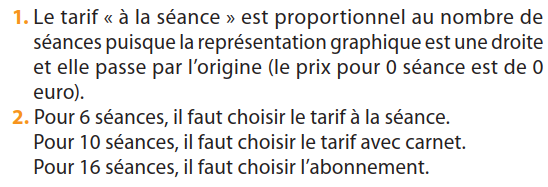 1. Le tarif « à la séance » est proportionnel au nombre de
séances puisque la représentation graphique est une droite
et elle passe par l'origine (le prix pour 0 séance est de 0
euro).
2. Pour 6 séances, il faut choisir le tarif à la séance.
Pour 10 séances, il faut choisir le tarif avec carnet.
Pour 16 séances, il faut choisir l'abonnement.